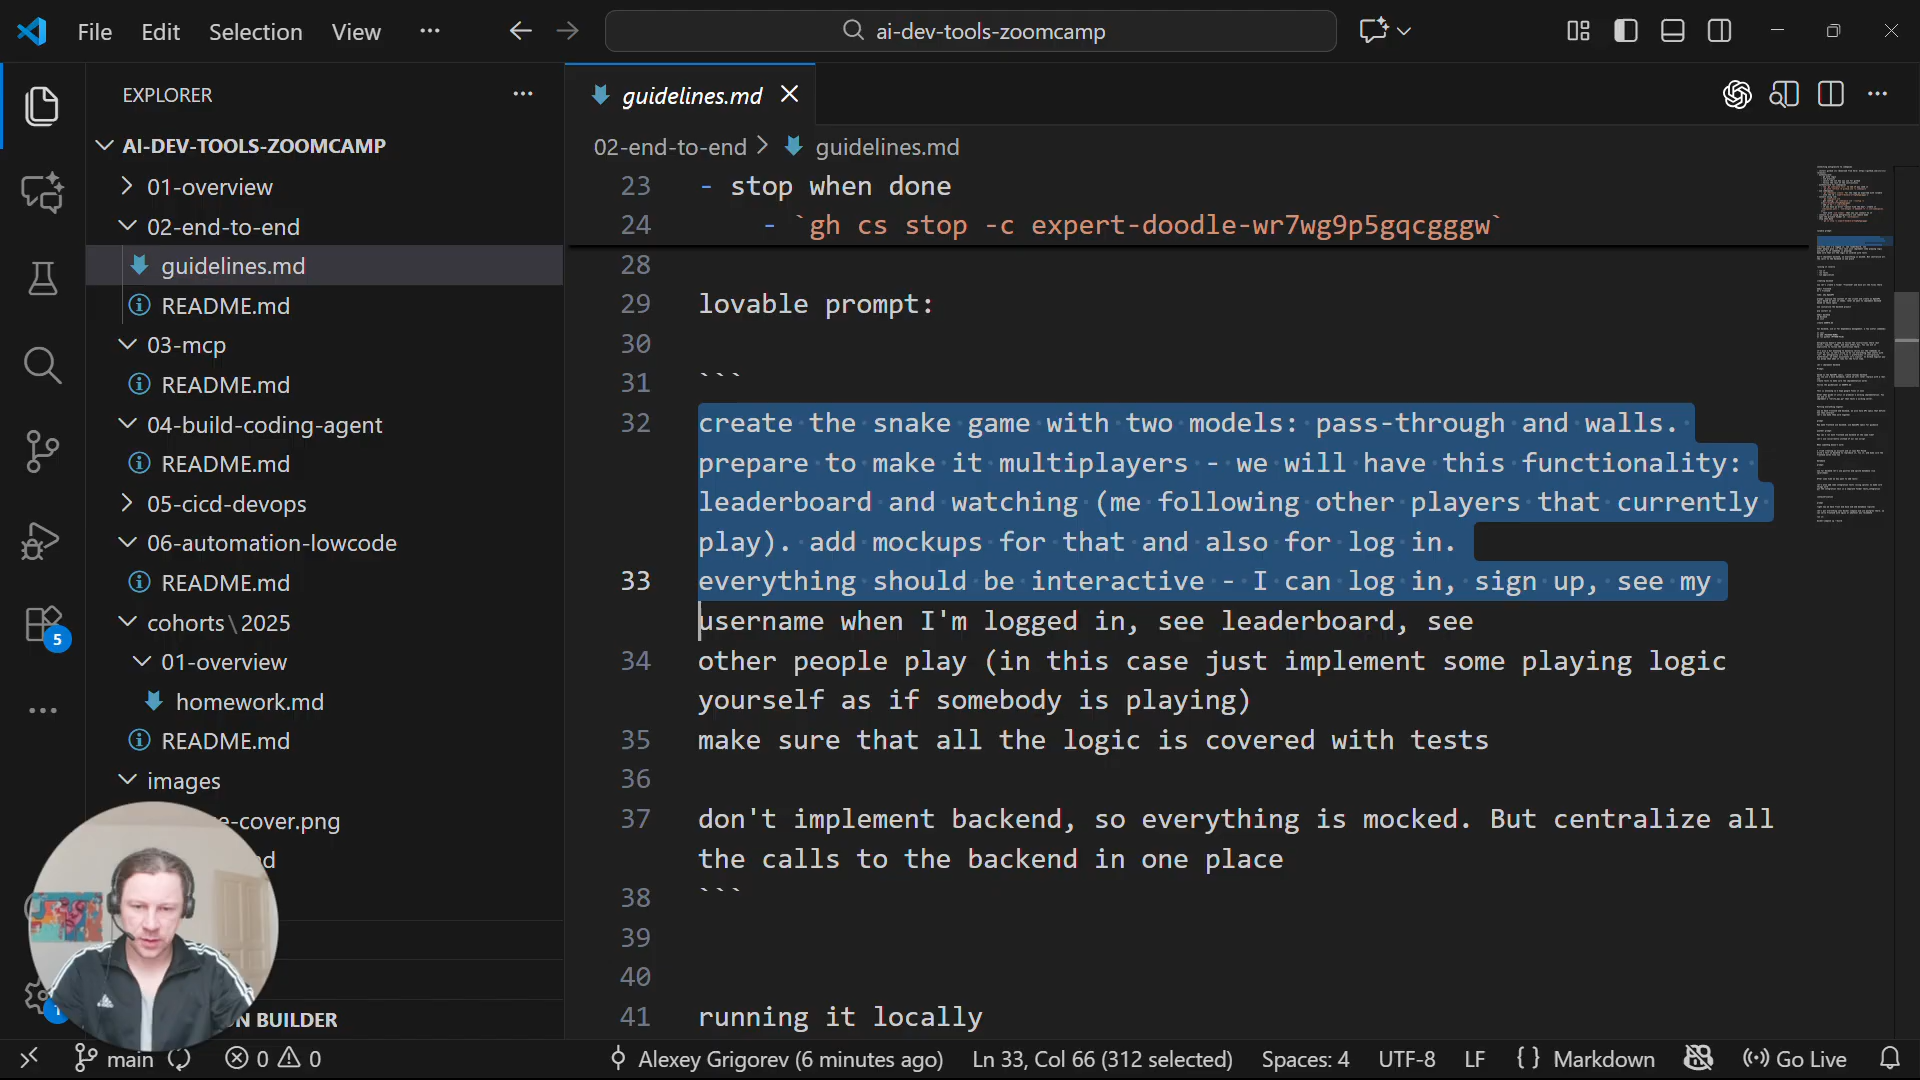 File Edit Selection View ...
ai-dev-tools-zoomcamp
EXPLORER ...
AI-DEV-TOOLS-ZOOMCAMP
01-overview
02-end-to-end
guidelines.md
README.md
03-mcp
README.md
04-build-coding-agent
README.md
05-cicd-devops
06-automation-lowcode
README.md
cohorts\2025
01-overview
homework.md
README.md
images
e-cover.png
N BUILDER
5
guidelines.md
02-end-to-end > guidelines.md
23 - stop when done
24 - `gh cs stop -c expert-doodle-wr7wg9p5gqcgggw`
28
29 lovable prompt:
30
31 ```
32 create the snake game with two models: pass-through and walls.
prepare to make it multiplayers - we will have this functionality:
leaderboard and watching (me following other players that currently
play). add mockups for that and also for log in.
33 everything should be interactive - I can log in, sign up, see my
username when I'm logged in, see leaderboard, see
34 other people play (in this case just implement some playing logic
yourself as if somebody is playing)
35 make sure that all the logic is covered with tests
36
37 don't implement backend, so everything is mocked. But centralize all
the calls to the backend in one place
38 ```
39
40
41 running it locally
main 0 0 Alexey Grigorev (6 minutes ago) Ln 33, Col 66 (312 selected) Spaces: 4 UTF-8 LF {} Markdown Go Live